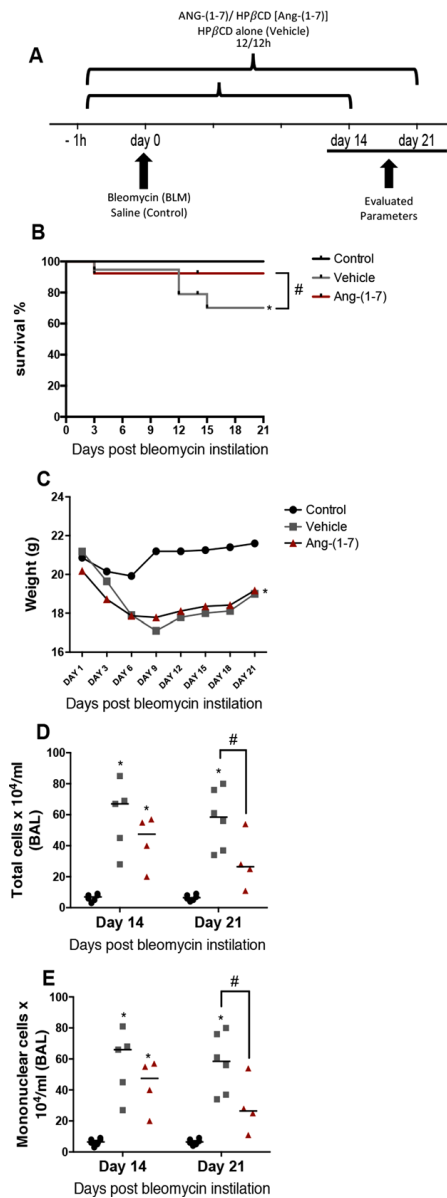 ANG-(1-7)/ HPβCD [Ang-(1-7)]
HPβCD alone (Vehicle)
12/12h
A
- 1h
day 0
day 14
day 21
Bleomycin (BLM)
Saline (Control)
Evaluated
Parameters
B
survival %
100
80
60
40
20
0
0
3
6
9
12
15
18
21
Days post bleomycin instilation
Control
Vehicle
Ang-(1-7)
#
*
C
Weight (g)
22
20
18
16
DAY 1
DAY 3
DAY 6
DAY 9
DAY 12
DAY 15
DAY 18
DAY 21
Days post bleomycin instilation
Control
Vehicle
Ang-(1-7)
*
D
Total cells x 10⁴/ml
(BAL)
100
80
60
40
20
0
*
*
*
#
Day 14
Day 21
Days post bleomycin instilation
E
Mononuclear cells x
10⁴/ml (BAL)
100
80
60
40
20
0
*
*
*
#
Day 14
Day 21
Days post bleomycin instilation